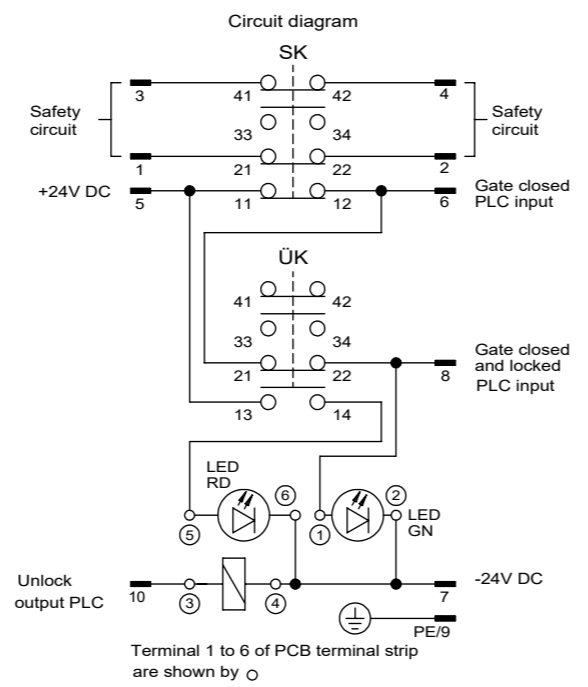 Circuit diagram
SK
3 41 42 4
Safety
circuit
Safety
circuit
33 34
1 21 22 2
+24V DC
5 11 12 6
Gate closed
PLC input
ÜK
41 42
33 34
21 22 8
Gate closed
and locked
PLC input
13 14
LED
RD
6
2
5
1
LED
GN
Unlock
output PLC
10 3 4 7
-24V DC
PE/9
Terminal 1 to 6 of PCB terminal strip
are shown by